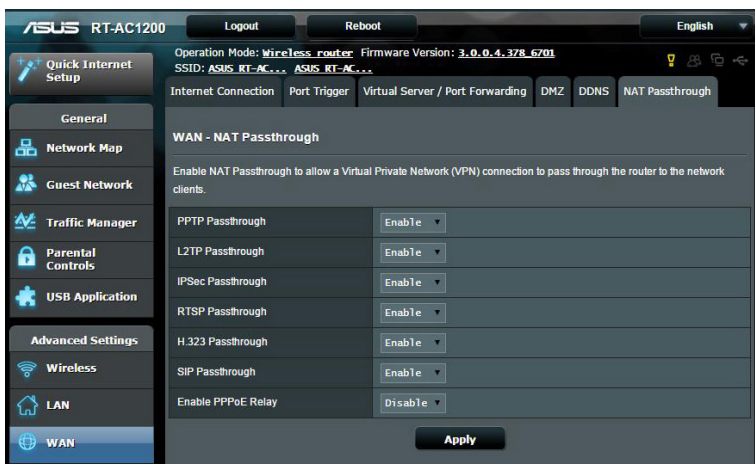 ASUS RT-AC1200 Logout Reboot English
Quick Internet Setup
Operation Mode: Wireless router Firmware Version: 3.0.0.4.378_6701
SSID: ASUS RT-AC... ASUS RT-AC...
Internet Connection Port Trigger Virtual Server / Port Forwarding DMZ DDNS NAT Passthrough
General
Network Map
Guest Network
Traffic Manager
Parental Controls
USB Application
Advanced Settings
Wireless
LAN
WAN
WAN - NAT Passthrough
Enable NAT Passthrough to allow a Virtual Private Network (VPN) connection to pass through the router to the network
clients.
PPTP Passthrough Enable
L2TP Passthrough Enable
IPSec Passthrough Enable
RTSP Passthrough Enable
H.323 Passthrough Enable
SIP Passthrough Enable
Enable PPPoE Relay Disable
Apply